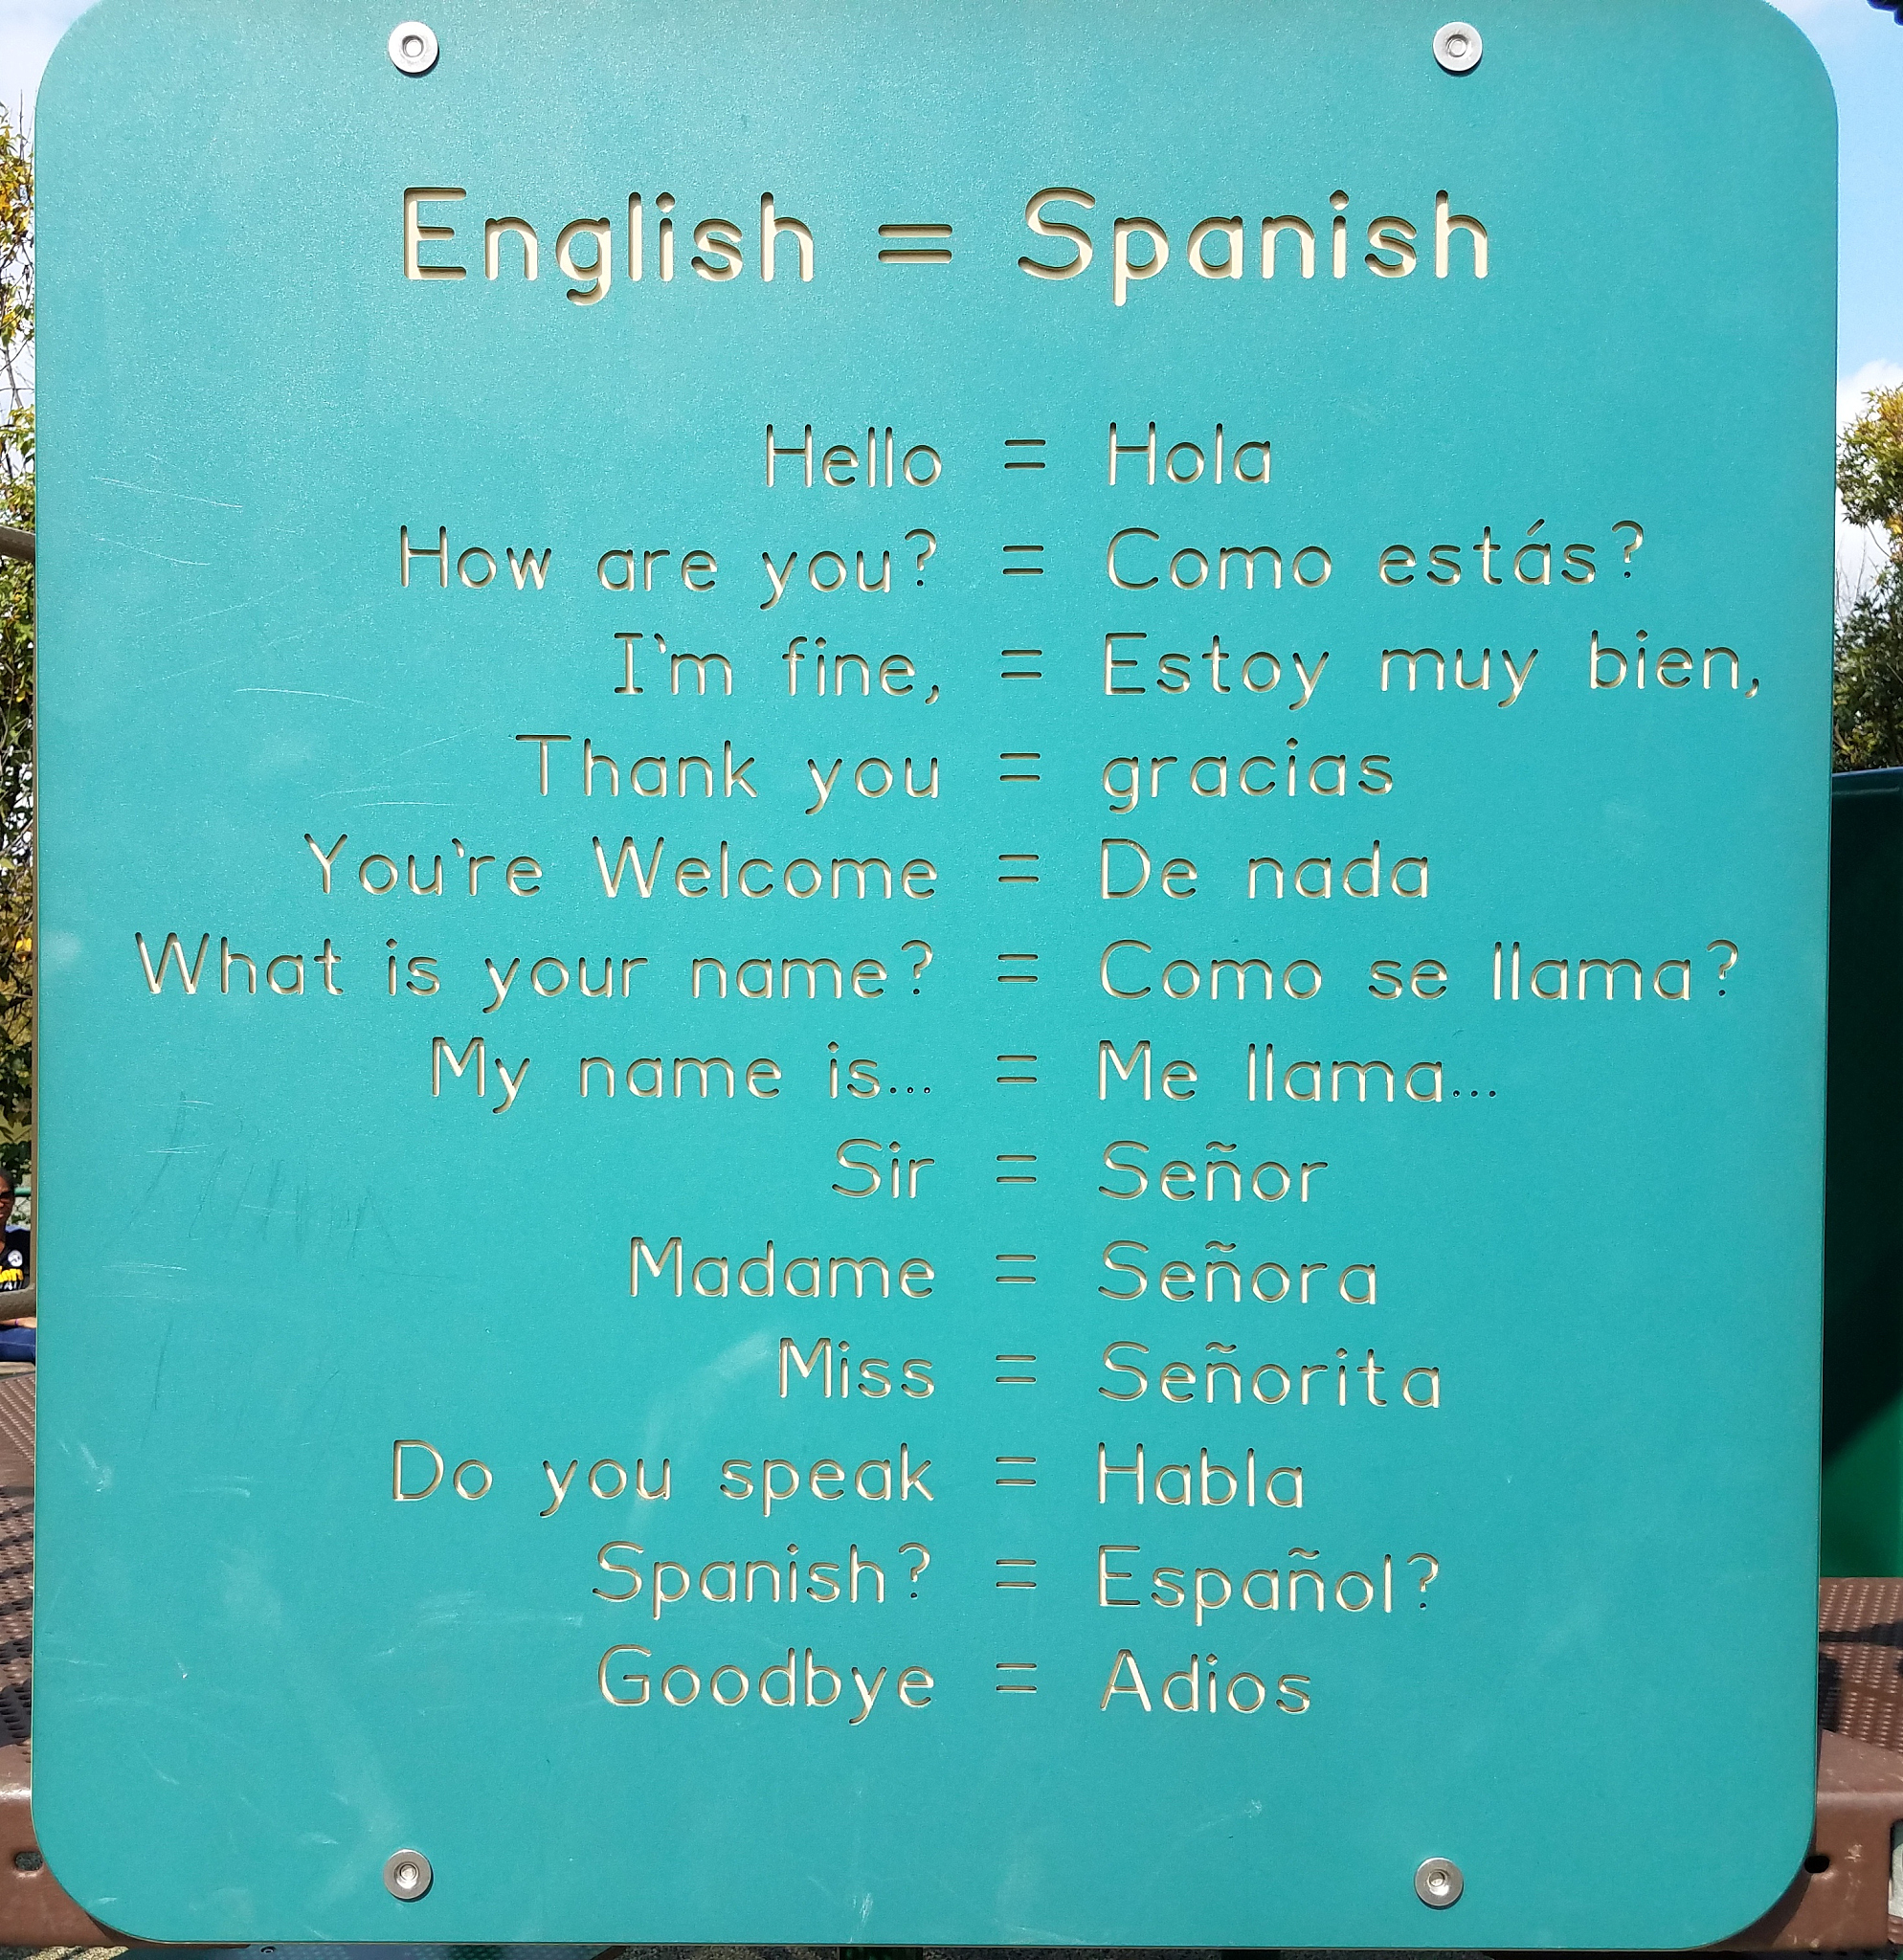 English = Spanish
Hello = Hola
How are you? = Como estás?
I'm fine, = Estoy muy bien,
Thank you = gracias
You're Welcome = De nada
What is your name? = Como se llama?
My name is... = Me llama...
Sir = Señor
Madame = Señora
Miss = Señorita
Do you speak = Habla
Spanish? = Español?
Goodbye = Adios